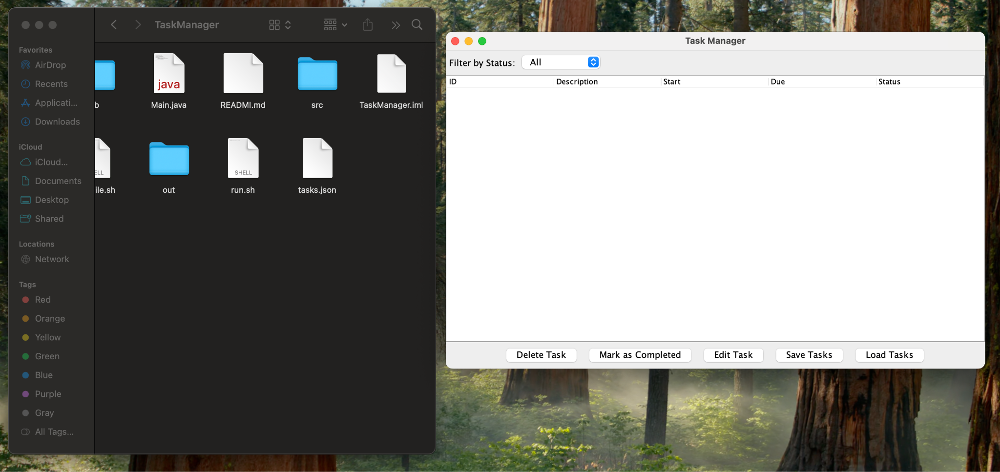 TaskManager
Favorites
AirDrop
Recents
Applicati...
Downloads
iCloud
iCloud...
Documents
Desktop
Shared
Locations
Network
Tags
Red
Orange
Yellow
Green
Blue
Purple
Gray
All Tags...
java
b
Main.java
READMI.md
src
TaskManager.iml
ELL
SHELL
ile.sh
out
run.sh
tasks.json
Task Manager
Filter by Status: All
ID Description Start Due Status
Delete Task Mark as Completed Edit Task Save Tasks Load Tasks